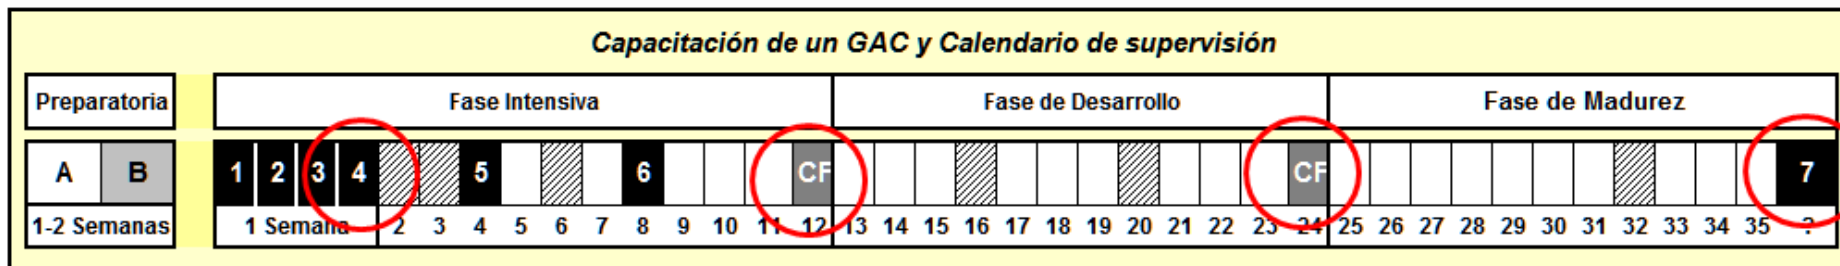 Capacitación de un GAC y Calendario de supervisión
Preparatoria Fase Intensiva Fase de Desarrollo Fase de Madurez
A B 1 2 3 4 5 6 CF CF 7
1-2 Semanas 1 Semana 2 3 4 5 6 7 8 9 10 11 12 13 14 15 16 17 18 19 20 21 22 23 24 25 26 27 28 29 30 31 32 33 34 35 ?